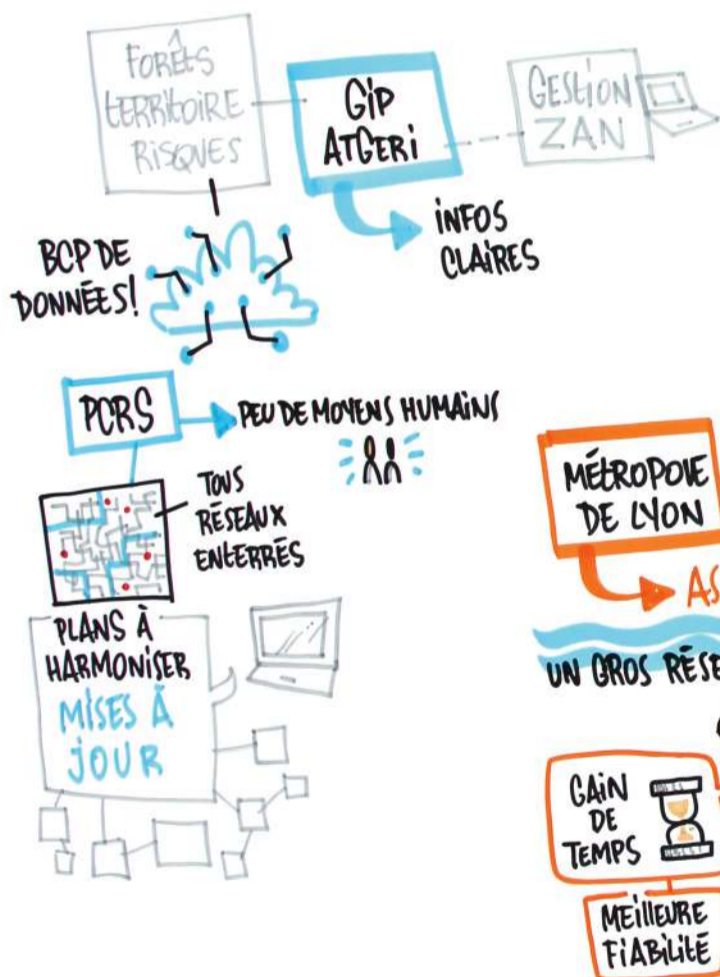 FORÊTS
TERRITOIRE
RISQUES
GIP
ATGERI
GESTION
ZAN
INFOS
CLAIRES
BCP DE
DONNÉES!
PCRS
PEU DE MOYENS HUMAINS
TOUS
RÉSEAUX
ENTERRÉS
PLANS À
HARMONISER
MISES À
JOUR
MÉTROPOLE
DE LYON
AS
UN GROS RÉSE
GAIN
DE
TEMPS
MEILLEURE
FIABILITÉ